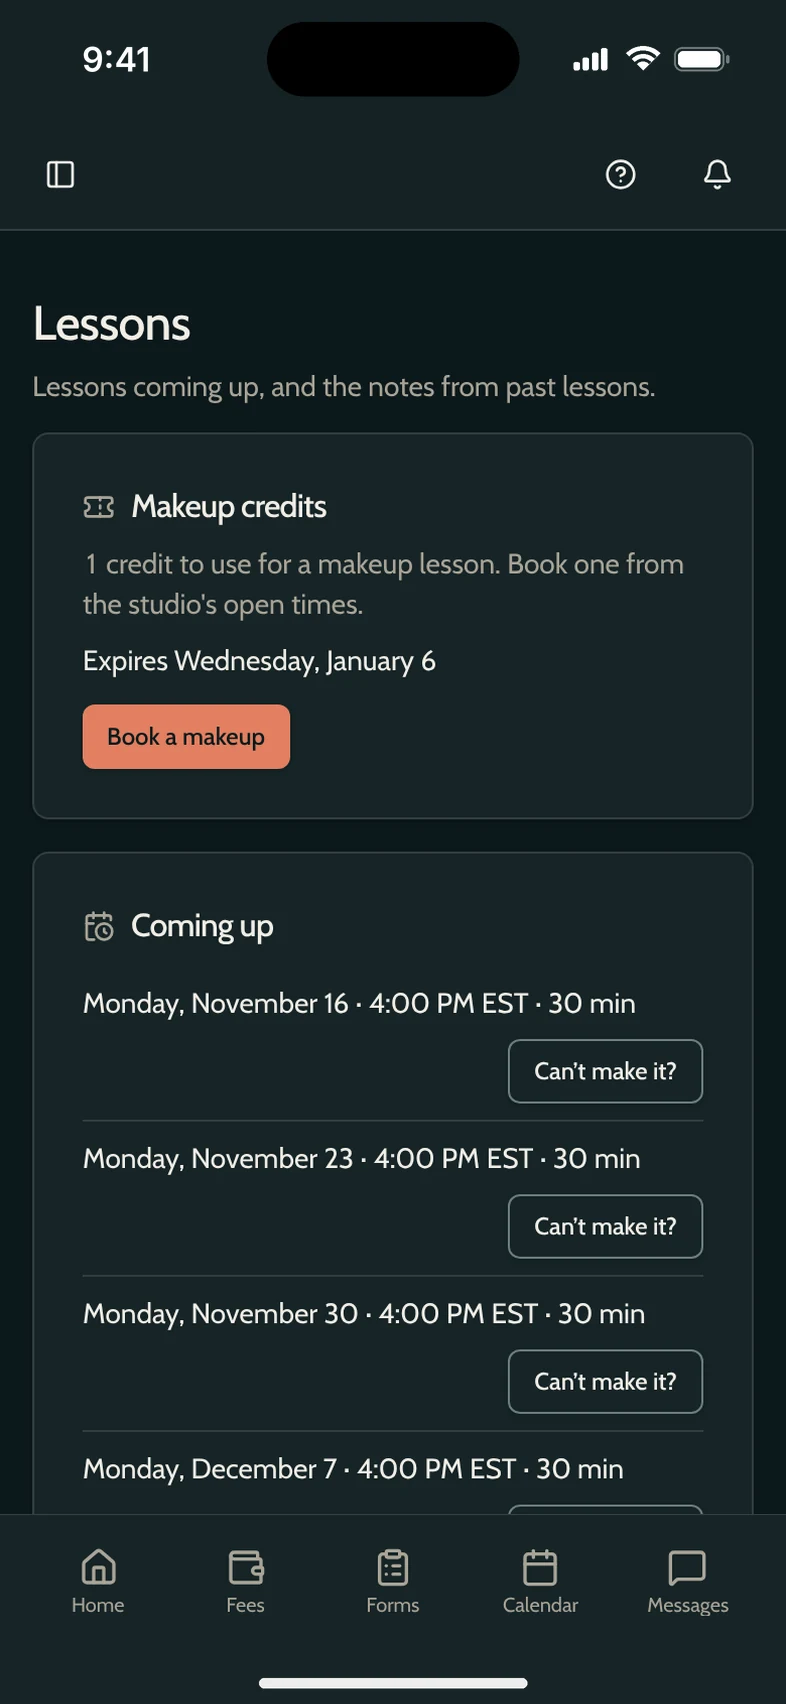 9:41
Lessons
Lessons coming up, and the notes from past lessons.
Makeup credits
1 credit to use for a makeup lesson. Book one from
the studio's open times.
Expires Wednesday, January 6
Book a makeup
Coming up
Monday, November 16 · 4:00 PM EST · 30 min
Can't make it?
Monday, November 23 · 4:00 PM EST · 30 min
Can't make it?
Monday, November 30 · 4:00 PM EST · 30 min
Can't make it?
Monday, December 7 · 4:00 PM EST · 30 min
Home
Fees
Forms
Calendar
Messages